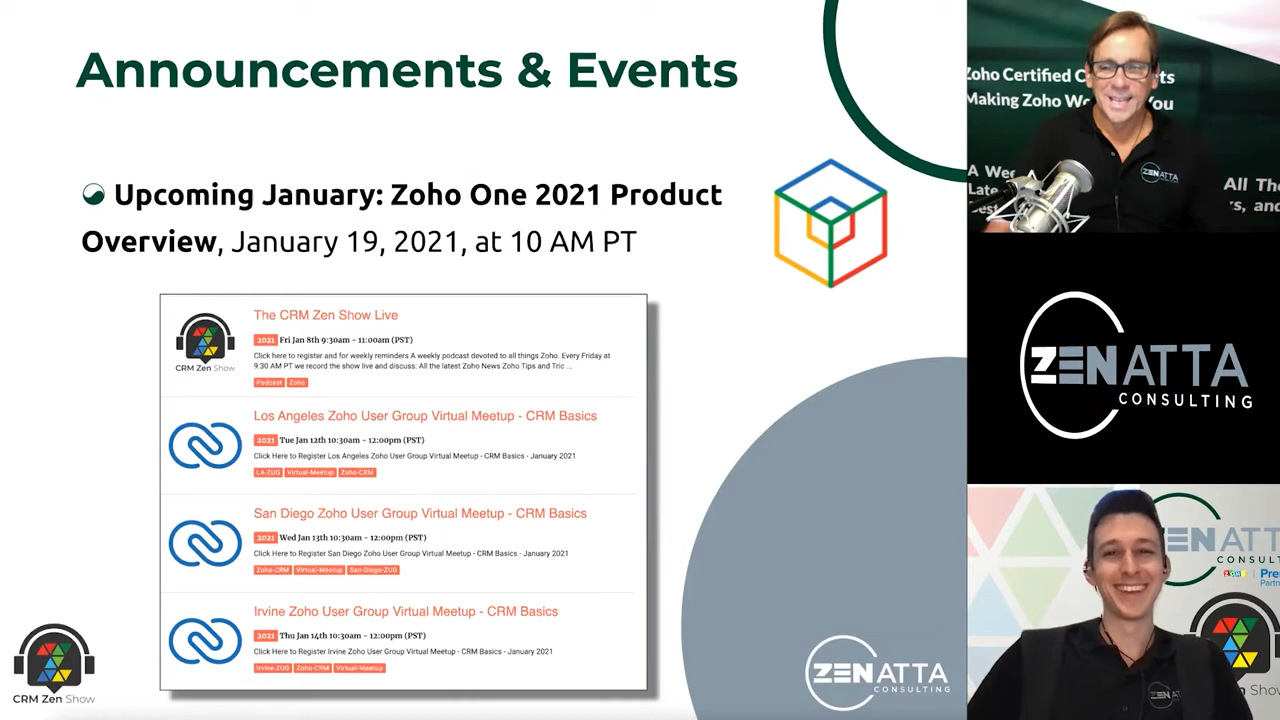 Announcements & Events
Upcoming January: Zoho One 2021 Product
Overview, January 19, 2021, at 10 AM PT
The CRM Zen Show Live
2021 Fri Jan 8th 9:30am - 11:00am (PST)
Click here to register and for weekly reminders A weekly podcast devoted to all things Zoho. Every Friday at
9:30 AM PT we record the show live and discuss: All the latest Zoho News Zoho Tips and Tric ...
Podcast Zoho
CRM Zen Show
Los Angeles Zoho User Group Virtual Meetup - CRM Basics
2021 Tue Jan 12th 10:30am - 12:00pm (PST)
Click Here to Register Los Angeles Zoho User Group Virtual Meetup - CRM Basics - January 2021
LA-ZUG Virtual-Meetup Zoho-CRM
San Diego Zoho User Group Virtual Meetup - CRM Basics
2021 Wed Jan 13th 10:30am - 12:00pm (PST)
Click Here to Register San Diego Zoho User Group Virtual Meetup - CRM Basics - January 2021
Zoho-CRM Virtual-Meetup San-Diego-ZUG
Irvine Zoho User Group Virtual Meetup - CRM Basics
2021 Thu Jan 14th 10:30am - 12:00pm (PST)
Click Here to Register Irvine Zoho User Group Virtual Meetup - CRM Basics - January 2021
Irvine-ZUG Zoho-CRM Virtual-Meetup
CRM Zen Show
ZENATTA
CONSULTING
Zoho Certified
Making Zoho You
A
All
ZENATTA
and
ZENATTA
CONSULTING
ZENATTA